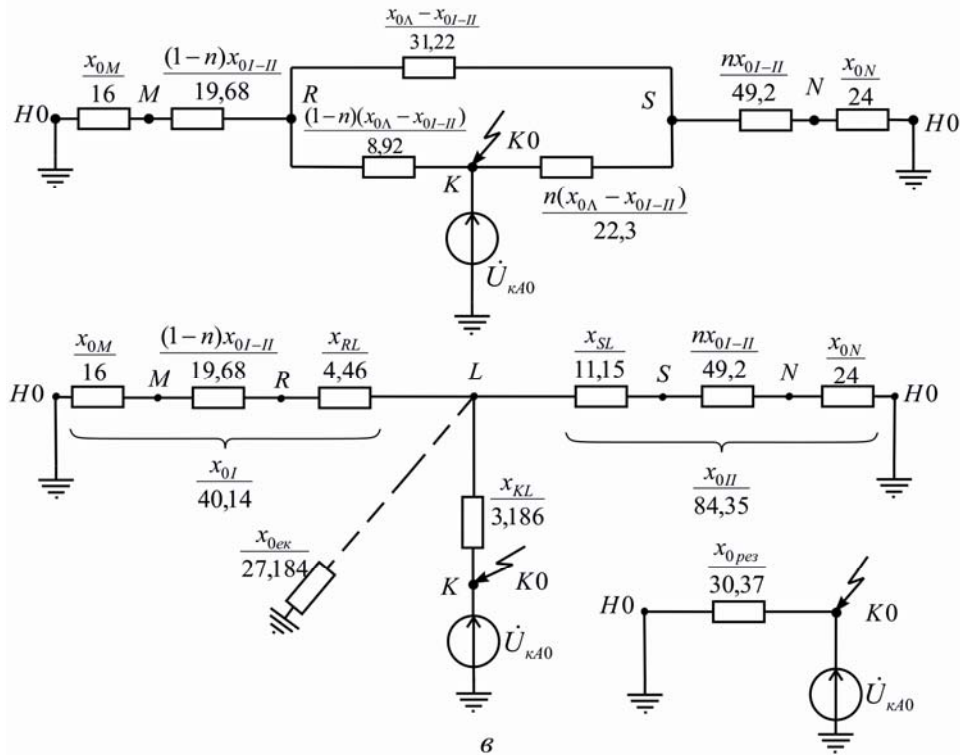 x₀Λ − x₀I−II
31,22
x₀M
16
M
(1−n)x₀I−II
19,68
R
S
nx₀I−II
49,2
N
x₀N
24
H0
H0
(1−n)(x₀Λ − x₀I−II)
8,92
K0
K
n(x₀Λ − x₀I−II)
22,3
U̇кA0
x₀M
16
M
(1−n)x₀I−II
19,68
R
xRL
4,46
L
xSL
11,15
S
nx₀I−II
49,2
N
x₀N
24
H0
H0
x₀I
40,14
x₀II
84,35
x₀ек
27,184
xKL
3,186
K
K0
U̇кA0
x₀рез
30,37
H0
K0
U̇кA0
в